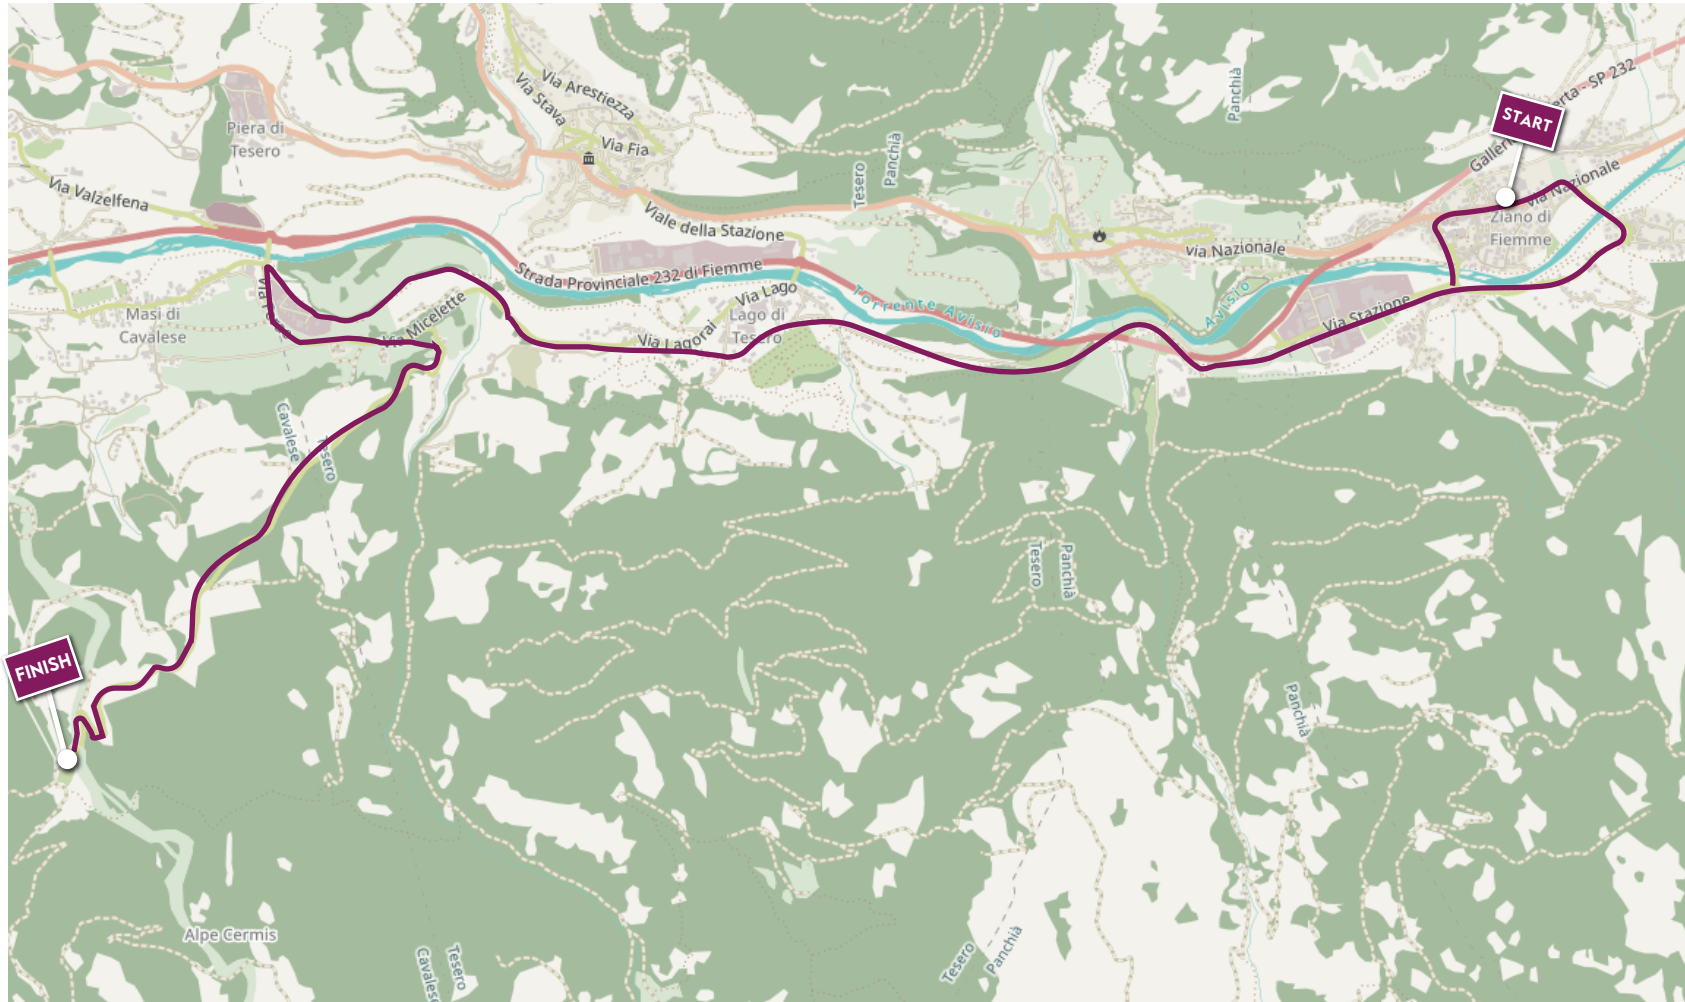 Via Arestiezza
Via Stava
Via Fia
Piera di
Tesero
Via Valzelfena
Viale della Stazione
Tesero
Panchià
Panchià
START
Via Nazionale
Ziano di
Fiemme
via Nazionale
Strada Provinciale 232 di Fiemme
Torrente Avisio
Avisio
Via Stazione
Via Lago
Lago di
Tesero
Via Lagorai
Via Micelette
Masi di
Cavalese
Cavalese
Tesero
Tesero
Panchià
FINISH
Panchià
Alpe Cermis
Cavalese
Tesero
Tesero
Panchià